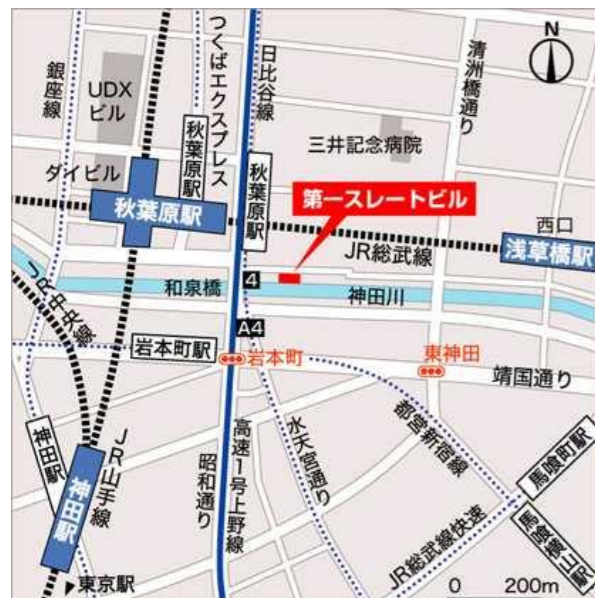 N
銀座線
UDX
ビル
つくばエクスプレス
日比谷線
清洲橋通り
三井記念病院
ダイビル
秋葉原駅
秋葉原駅
秋葉原駅
第一スレートビル
西口
浅草橋駅
JR総武線
JR中央線
和泉橋
4
神田川
A4
岩本町駅
岩本町
東神田
靖国通り
神田駅
神田駅
JR山手線
昭和通り
高速1号上野線
水天宮通り
都営新宿線
馬喰町駅
馬喰横山駅
JR総武線快速
東京駅
0 200m